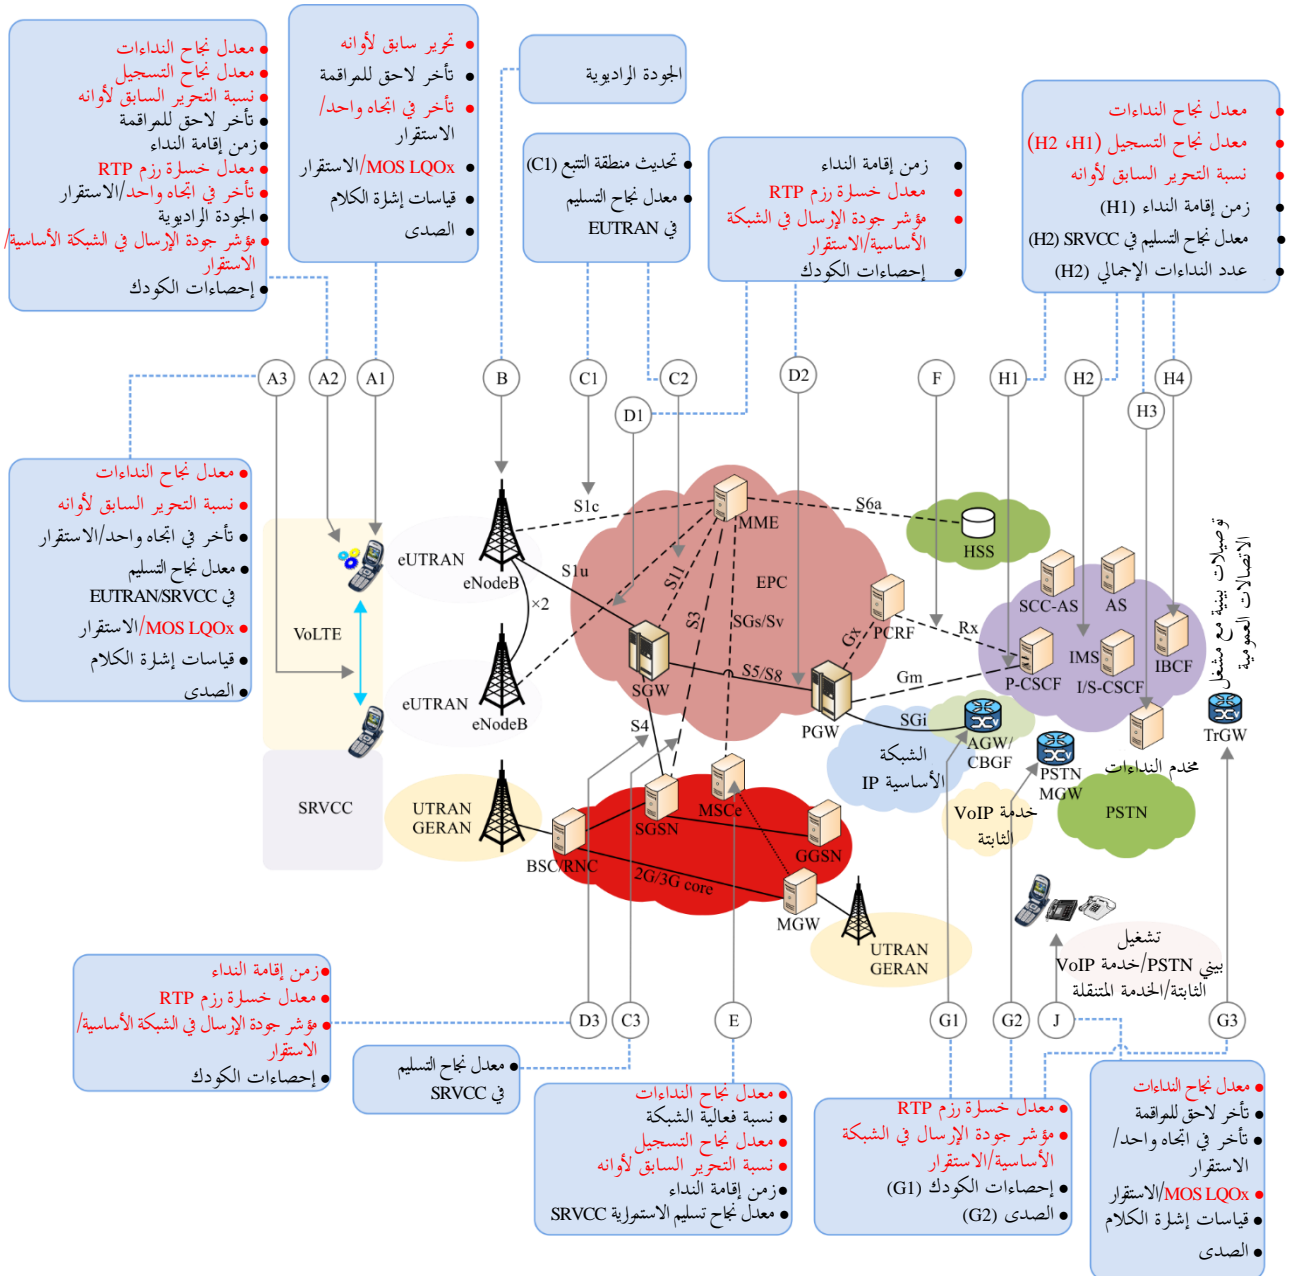 معدل نجاح النداءات
معدل نجاح التسجيل
نسبة التحرير السابق لأوانه
تأخر لاحق للمراقمة
زمن إقامة النداء
معدل خسارة رزم RTP
تأخر في اتجاه واحد/الاستقرار
الجودة الراديوية
مؤشر جودة الإرسال في الشبكة الأساسية/
الاستقرار
إحصاءات الكودك
تحرير سابق لأوانه
تأخر لاحق للمراقمة
تأخر في اتجاه واحد/
الاستقرار
MOS LQOx/الاستقرار
قياسات إشارة الكلام
الصدى
الجودة الراديوية
تحديث منطقة التتبع (C1)
معدل نجاح التسليم
في EUTRAN
زمن إقامة النداء
معدل خسارة رزم RTP
مؤشر جودة الإرسال في الشبكة
الأساسية/الاستقرار
إحصاءات الكودك
معدل نجاح النداءات
معدل نجاح التسجيل (H1، H2)
نسبة التحرير السابق لأوانه
زمن إقامة النداء (H1)
معدل نجاح التسليم في SRVCC (H2)
عدد النداءات الإجمالي (H2)
A3
A2
A1
B
C1
C2
D1
D2
F
H1
H2
H3
H4
معدل نجاح النداءات
نسبة التحرير السابق لأوانه
تأخر في اتجاه واحد/الاستقرار
معدل نجاح التسليم
في EUTRAN/SRVCC
MOS LQOx/الاستقرار
قياسات إشارة الكلام
الصدى
VoLTE
SRVCC
eUTRAN
eNodeB
×2
eUTRAN
eNodeB
UTRAN
GERAN
S1c
S1u
S11
S3
SGs/Sv
S6a
MME
EPC
HSS
PCRF
Gx
Rx
SGW
S5/S8
PGW
Gm
SGi
S4
SCC-AS
AS
IMS
P-CSCF
I/S-CSCF
IBCF
توصيلات بينية مع مشغل
الاتصالات العمومية
TrGW
الشبكة
الأساسية IP
AGW/
CBGF
PSTN
MGW
مخدم النداءات
PSTN
خدمة VoIP
الثابتة
BSC/RNC
SGSN
MSCe
GGSN
2G/3G core
MGW
UTRAN
GERAN
تشغيل
بيني PSTN/خدمة VoIP
الثابتة/الخدمة المتنقلة
D3
C3
E
G1
G2
J
G3
زمن إقامة النداء
معدل خسارة رزم RTP
مؤشر جودة الإرسال في الشبكة الأساسية/
الاستقرار
إحصاءات الكودك
معدل نجاح التسليم
في SRVCC
معدل نجاح النداءات
نسبة فعالية الشبكة
معدل نجاح التسجيل
نسبة التحرير السابق لأوانه
زمن إقامة النداء
معدل نجاح تسليم الاستمرارية SRVCC
معدل خسارة رزم RTP
مؤشر جودة الإرسال في الشبكة
الأساسية/الاستقرار
إحصاءات الكودك (G1)
الصدى (G2)
معدل نجاح النداءات
تأخر لاحق للمراقمة
تأخر في اتجاه واحد/
الاستقرار
MOS LQOx/الاستقرار
قياسات إشارة الكلام
الصدى